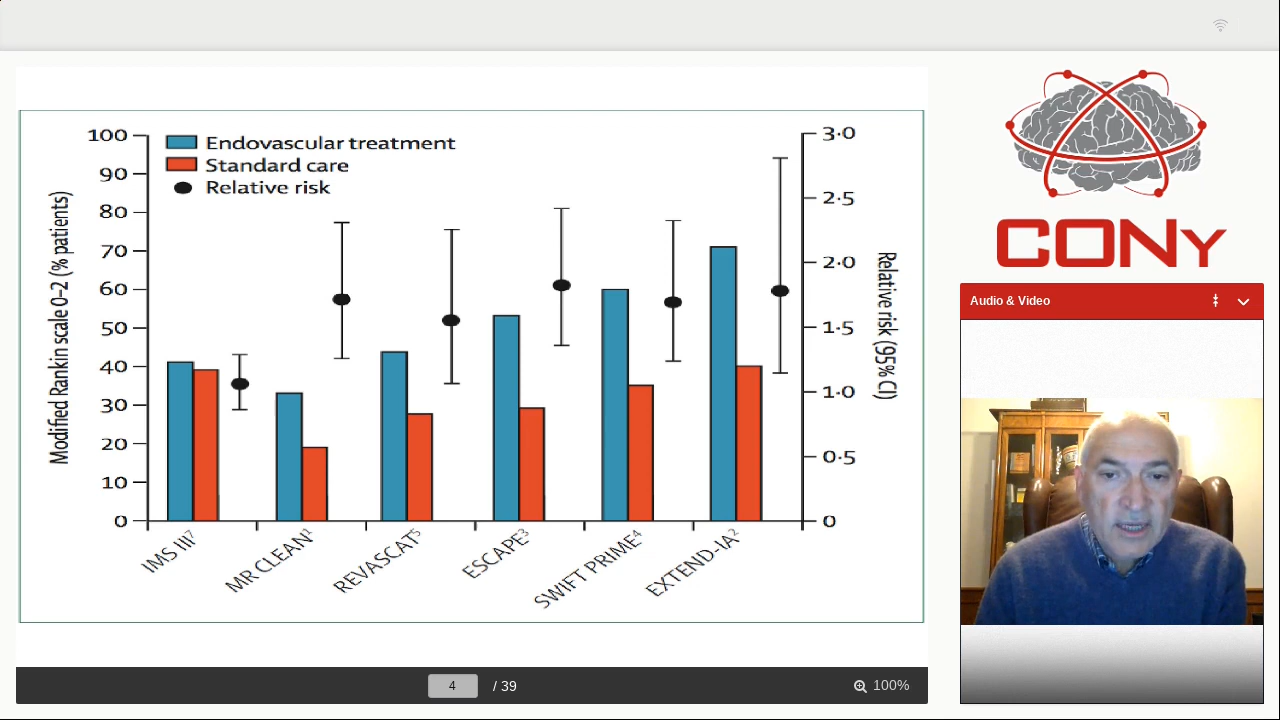 100
90
80
70
60
50
40
30
20
10
0
Modified Rankin scale 0–2 (% patients)
Endovascular treatment
Standard care
Relative risk
3·0
2·5
2·0
1·5
1·0
0·5
0
Relative risk (95% CI)
IMS III⁷
MR CLEAN¹
REVASCAT⁵
ESCAPE³
SWIFT PRIME⁴
EXTEND-IA²
4 / 39
100%
CONy
Audio & Video